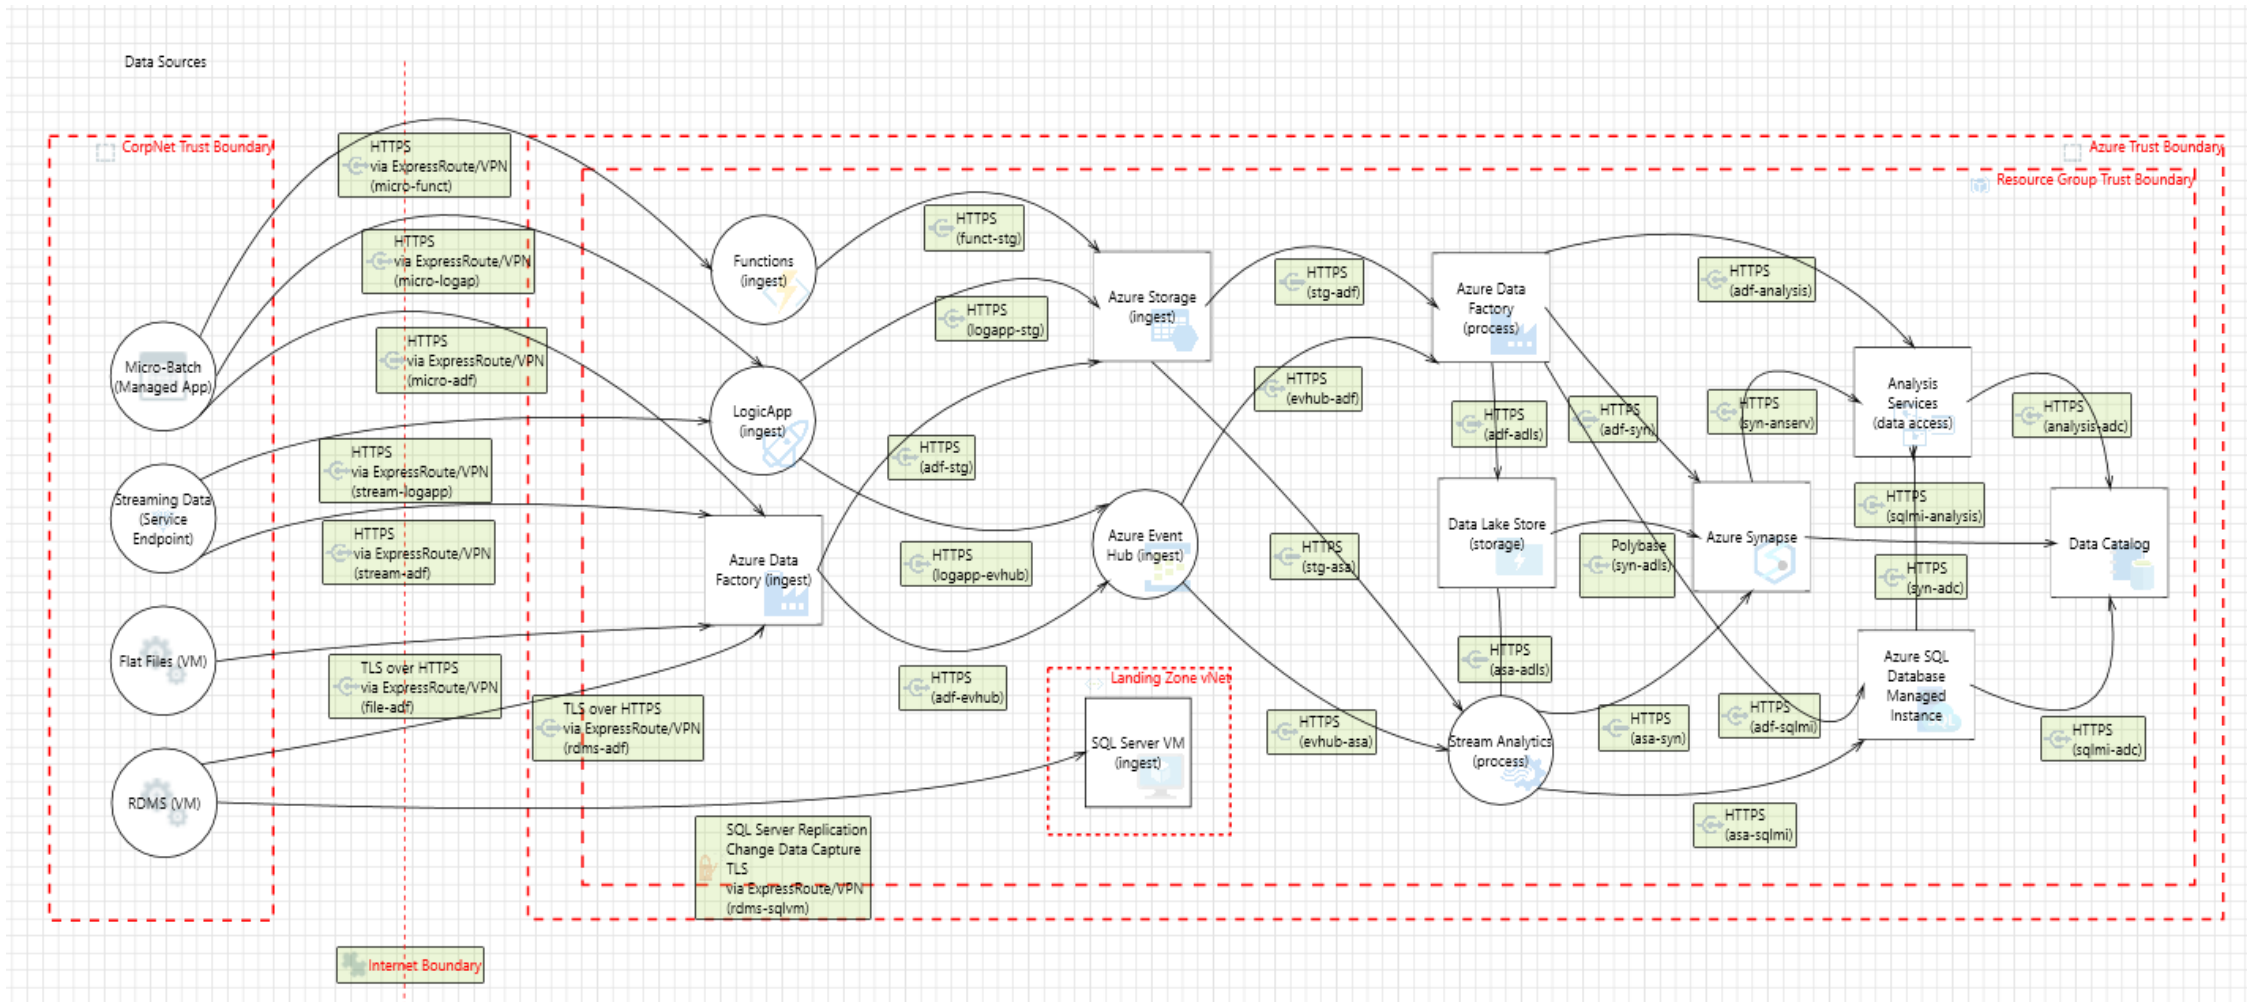 Data Sources
CorpNet Trust Boundary
HTTPS
via ExpressRoute/VPN
(micro-funct)
Azure Trust Boundary
Resource Group Trust Boundary
HTTPS
via ExpressRoute/VPN
(micro-logap)
HTTPS
via ExpressRoute/VPN
(micro-adf)
HTTPS
via ExpressRoute/VPN
(stream-logapp)
HTTPS
via ExpressRoute/VPN
(stream-adf)
TLS over HTTPS
via ExpressRoute/VPN
(file-adf)
TLS over HTTPS
via ExpressRoute/VPN
(rdms-adf)
SQL Server Replication
Change Data Capture
TLS
via ExpressRoute/VPN
(rdms-sqlvm)
Internet Boundary
Micro-Batch
(Managed App)
Streaming Data
(Service
Endpoint)
Flat Files (VM)
RDMS (VM)
Functions
(ingest)
LogicApp
(ingest)
Azure Data
Factory (ingest)
HTTPS
(funct-stg)
HTTPS
(logapp-stg)
HTTPS
(adf-stg)
HTTPS
(logapp-evhub)
HTTPS
(adf-evhub)
Azure Storage
(ingest)
Azure Event
Hub (ingest)
Landing Zone vNet
SQL Server VM
(ingest)
HTTPS
(stg-adf)
HTTPS
(evhub-adf)
HTTPS
(stg-asa)
HTTPS
(evhub-asa)
Azure Data
Factory
(process)
HTTPS
(adf-adls)
Data Lake Store
(storage)
HTTPS
(asa-adls)
Stream Analytics
(process)
HTTPS
(adf-analysis)
HTTPS
(adf-syn)
HTTPS
(syn-anserv)
Polybase
(syn-adls)
Azure Synapse
HTTPS
(asa-syn)
HTTPS
(adf-sqlmi)
HTTPS
(asa-sqlmi)
Analysis
Services
(data access)
HTTPS
(sqlmi-analysis)
HTTPS
(syn-adc)
Azure SQL
Database
Managed
Instance
HTTPS
(analysis-adc)
Data Catalog
HTTPS
(sqlmi-adc)